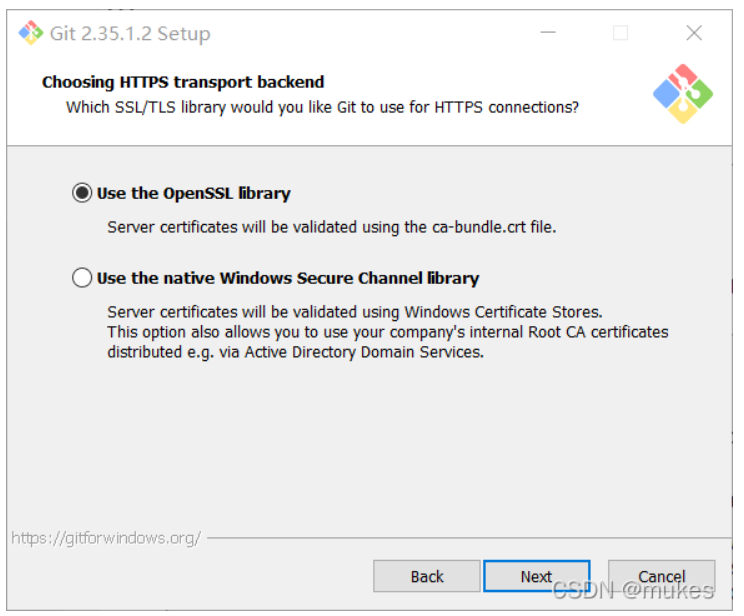 Git 2.35.1.2 Setup
Choosing HTTPS transport backend
Which SSL/TLS library would you like Git to use for HTTPS connections?
Use the OpenSSL library
Server certificates will be validated using the ca-bundle.crt file.
Use the native Windows Secure Channel library
Server certificates will be validated using Windows Certificate Stores.
This option also allows you to use your company's internal Root CA certificates
distributed e.g. via Active Directory Domain Services.
https://gitforwindows.org/
Back Next Cancel
CSDN @mukes